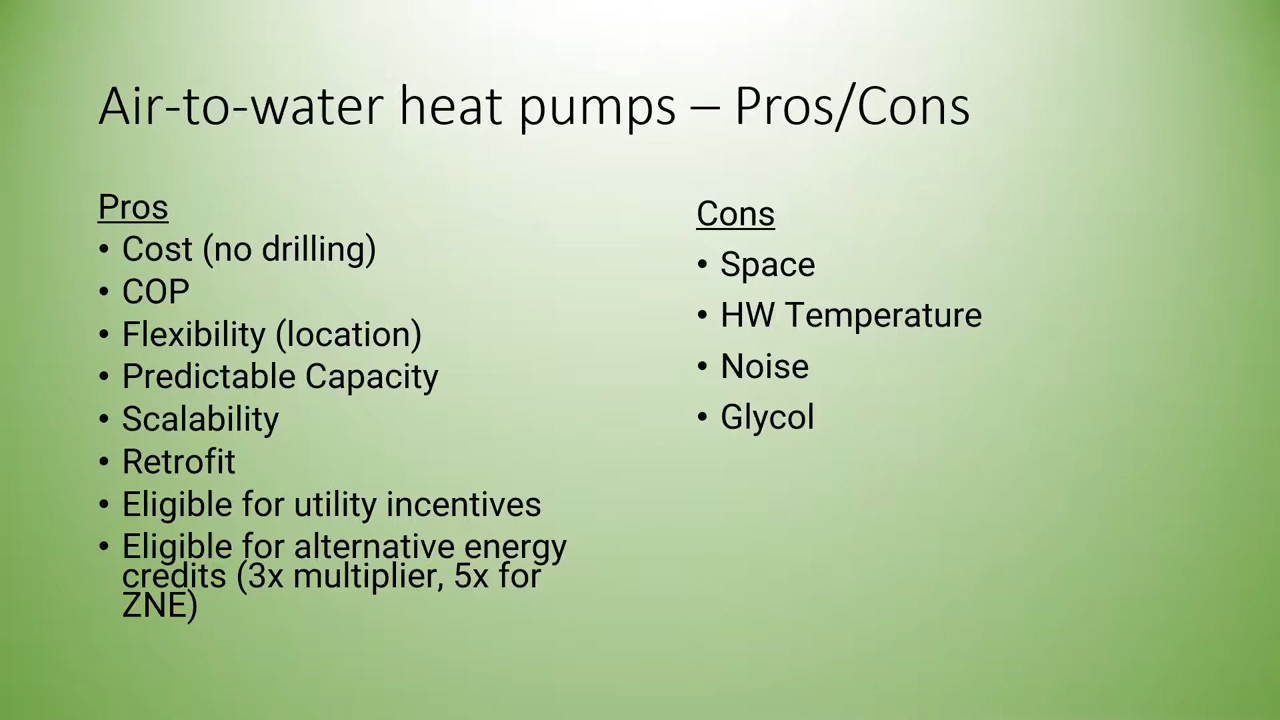 Air-to-water heat pumps – Pros/Cons
Pros
• Cost (no drilling)
• COP
• Flexibility (location)
• Predictable Capacity
• Scalability
• Retrofit
• Eligible for utility incentives
• Eligible for alternative energy
credits (3x multiplier, 5x for
ZNE)
Cons
• Space
• HW Temperature
• Noise
• Glycol